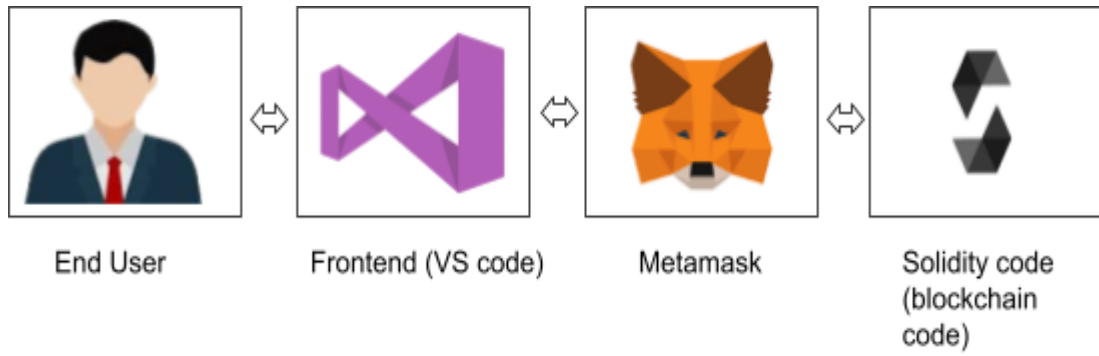 End User
Frontend (VS code)
Metamask
Solidity code
(blockchain
code)